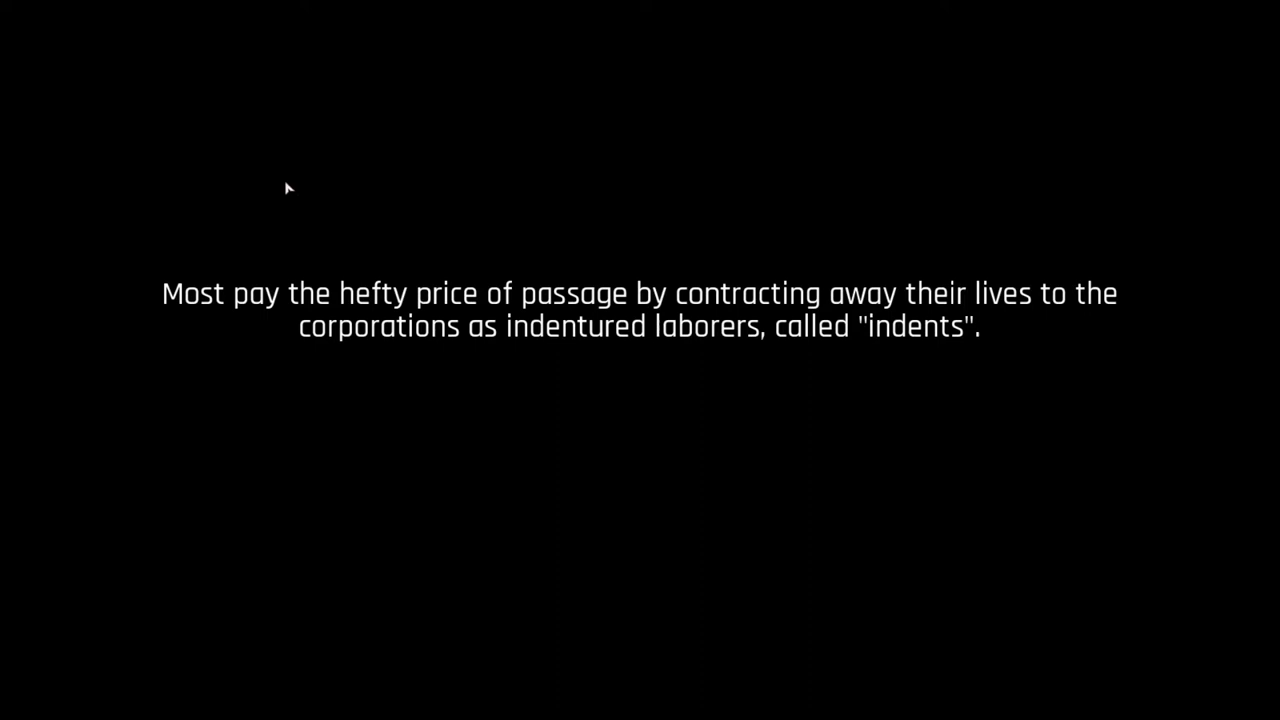 Most pay the hefty price of passage by contracting away their lives to the
corporations as indentured laborers, called "indents".